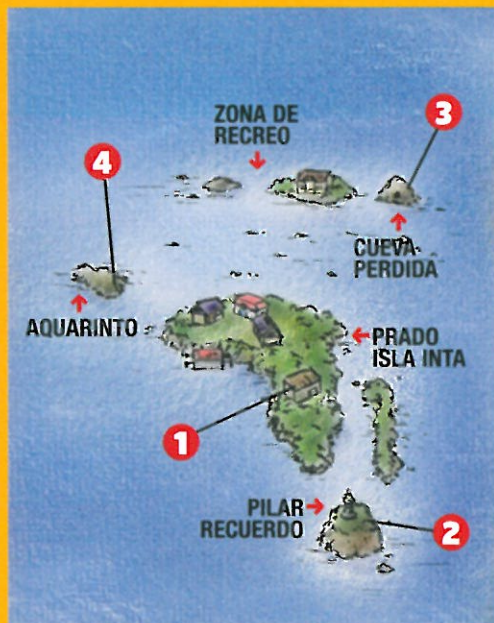 ZONA DE
RECREO
3
4
CUEVA
PERDIDA
AQUARINTO
PRADO
ISLA INTA
1
PILAR
RECUERDO
2